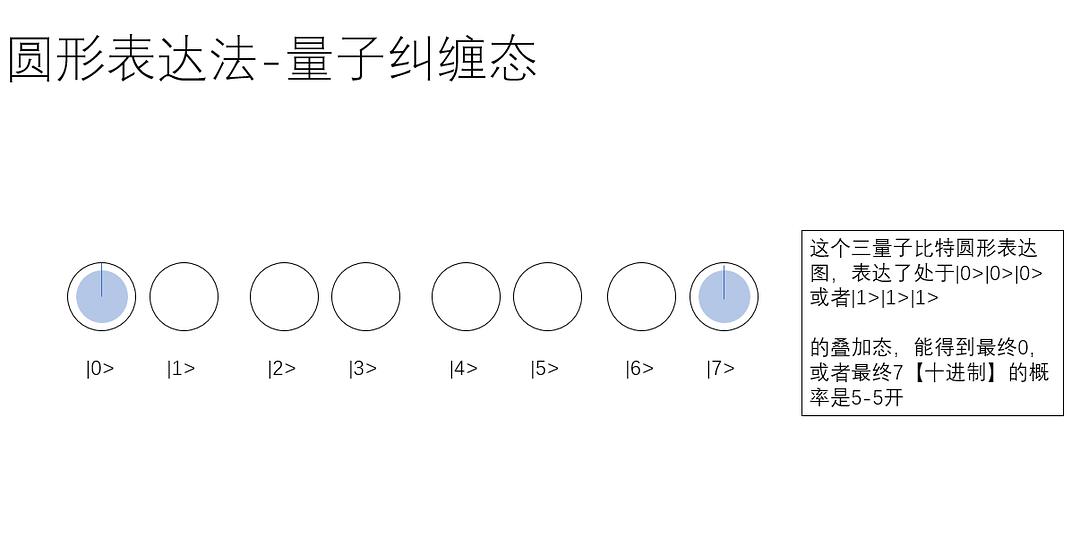 圆形表达法-量子纠缠态
|0>
|1>
|2>
|3>
|4>
|5>
|6>
|7>
这个三量子比特圆形表达
图，表达了处于|0>|0>|0>
或者|1>|1>|1>
的叠加态，能得到最终0,
或者最终7【十进制】的概
率是5-5开